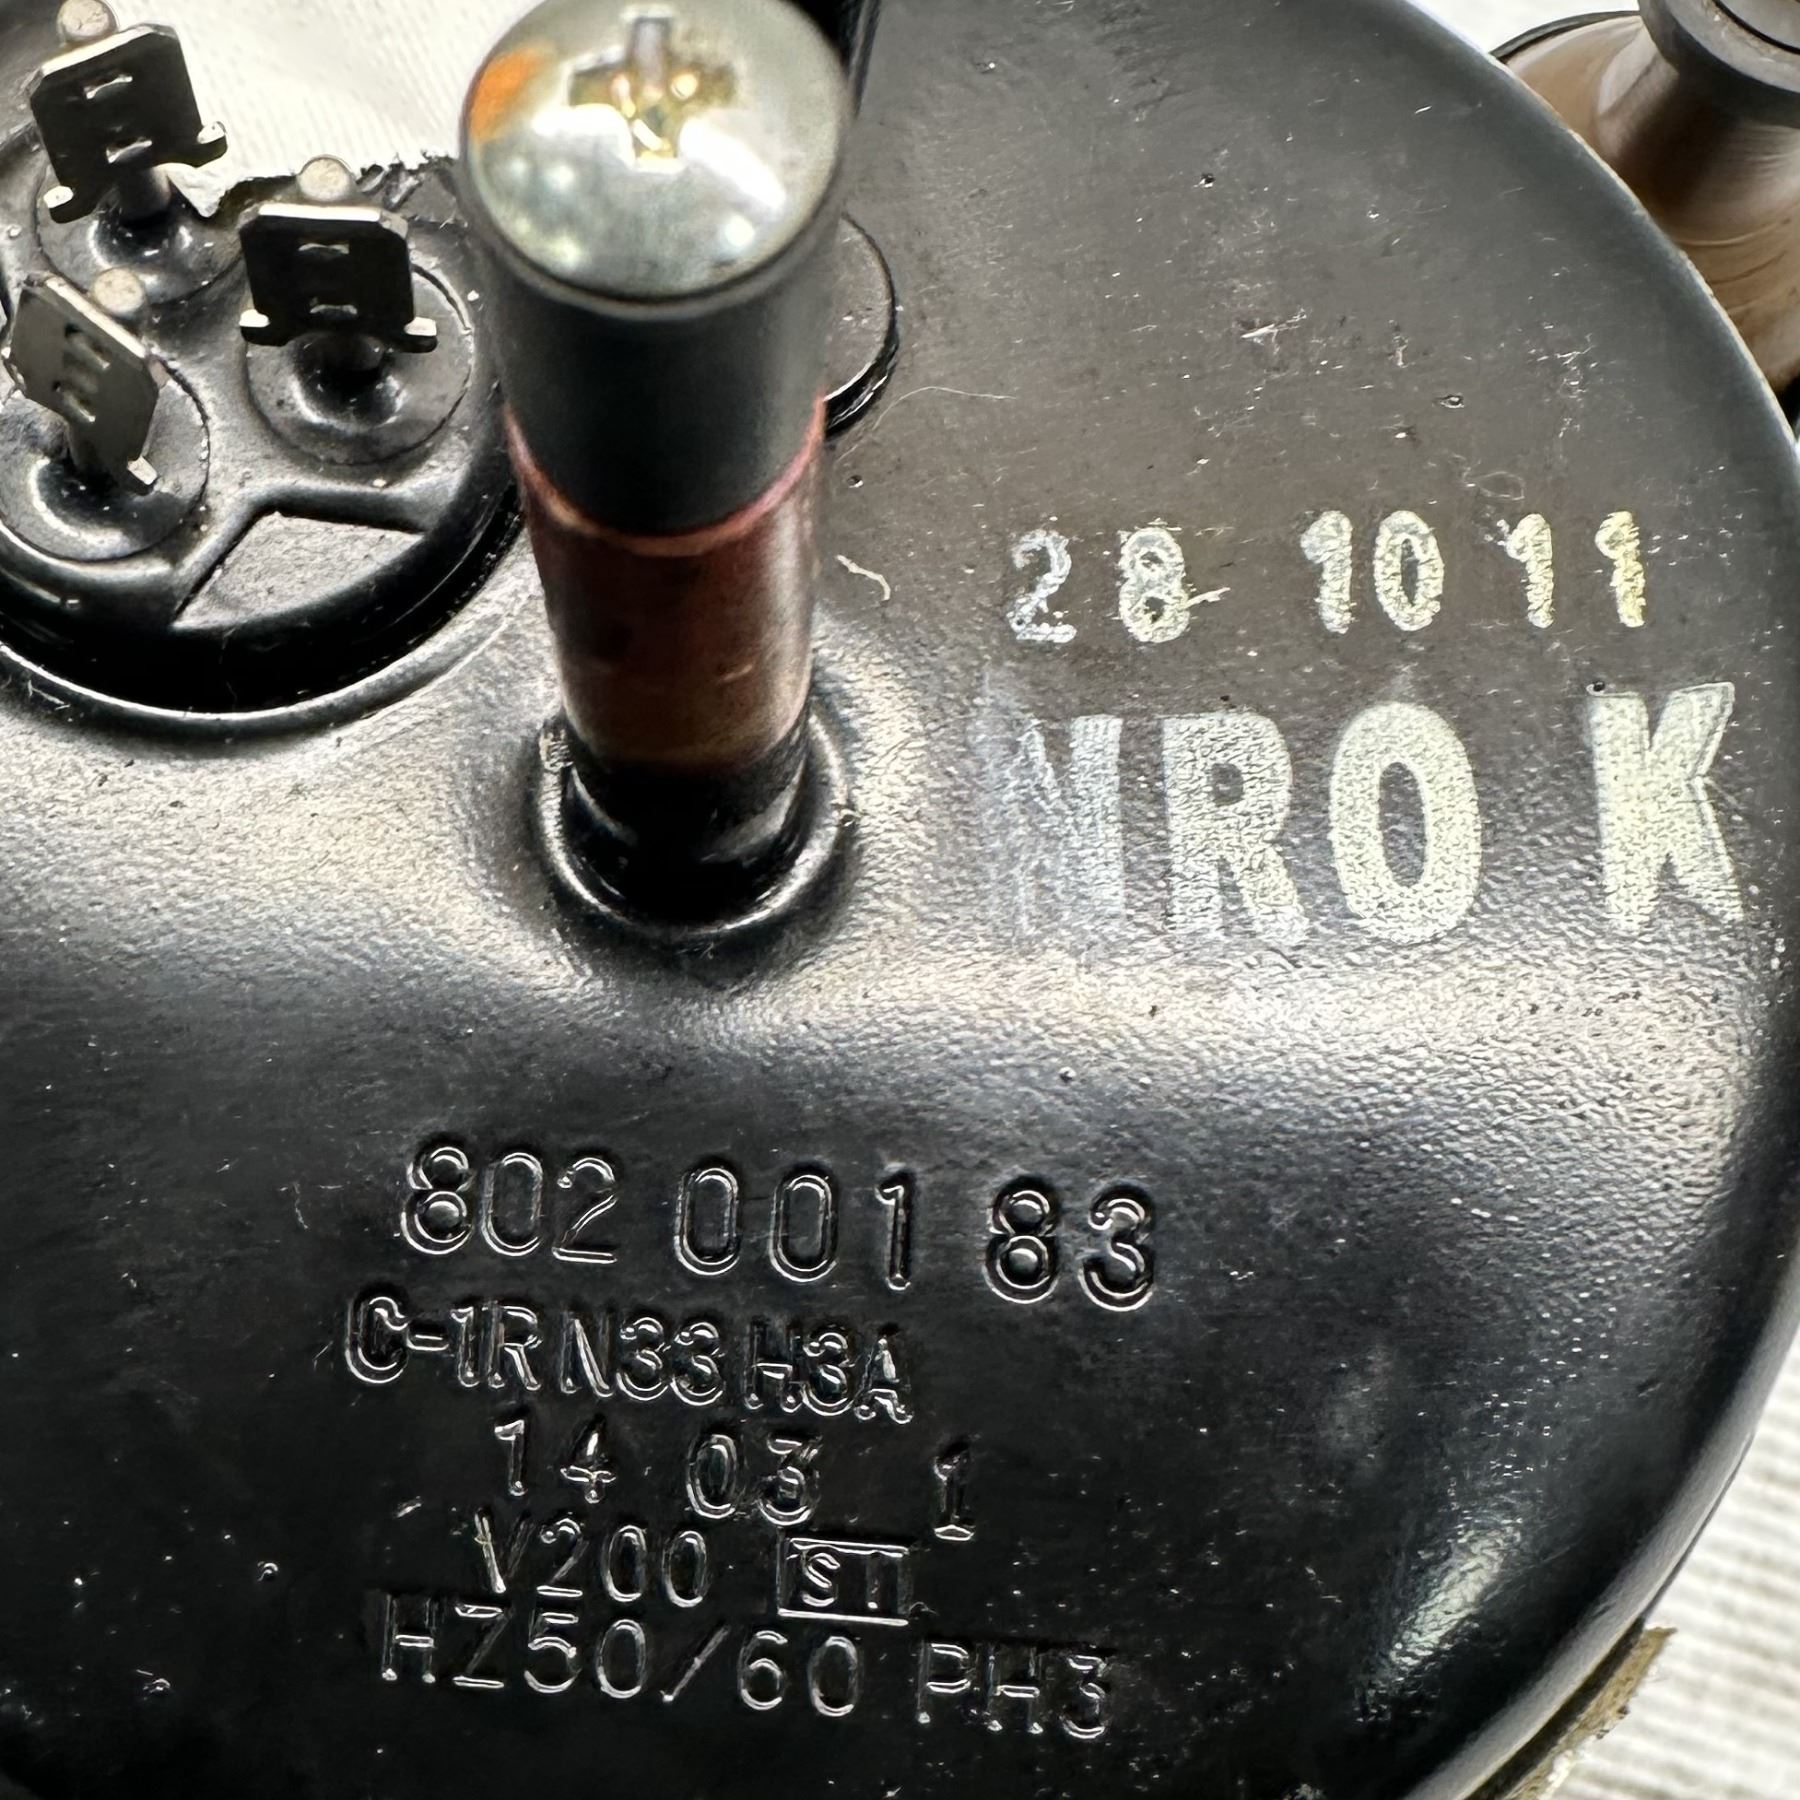 28 10 11
NRO K
802 001 83
C-1RN33H3A
14 03 1
V200 ST
HZ50/60 PH3